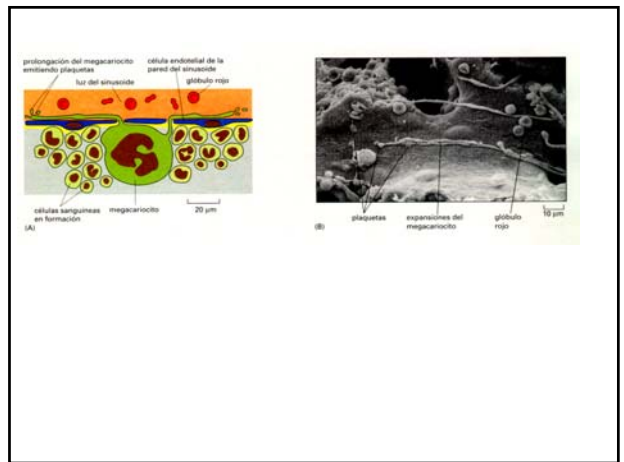 prolongación del megacariocito
emitiendo plaquetas
célula endotelial de la
pared del sinusoide
luz del sinusoide
glóbulo rojo
células sanguíneas
en formación
megacariocito
20 µm
(A)
plaquetas
expansiones del
megacariocito
glóbulo
rojo
10 µm
(B)